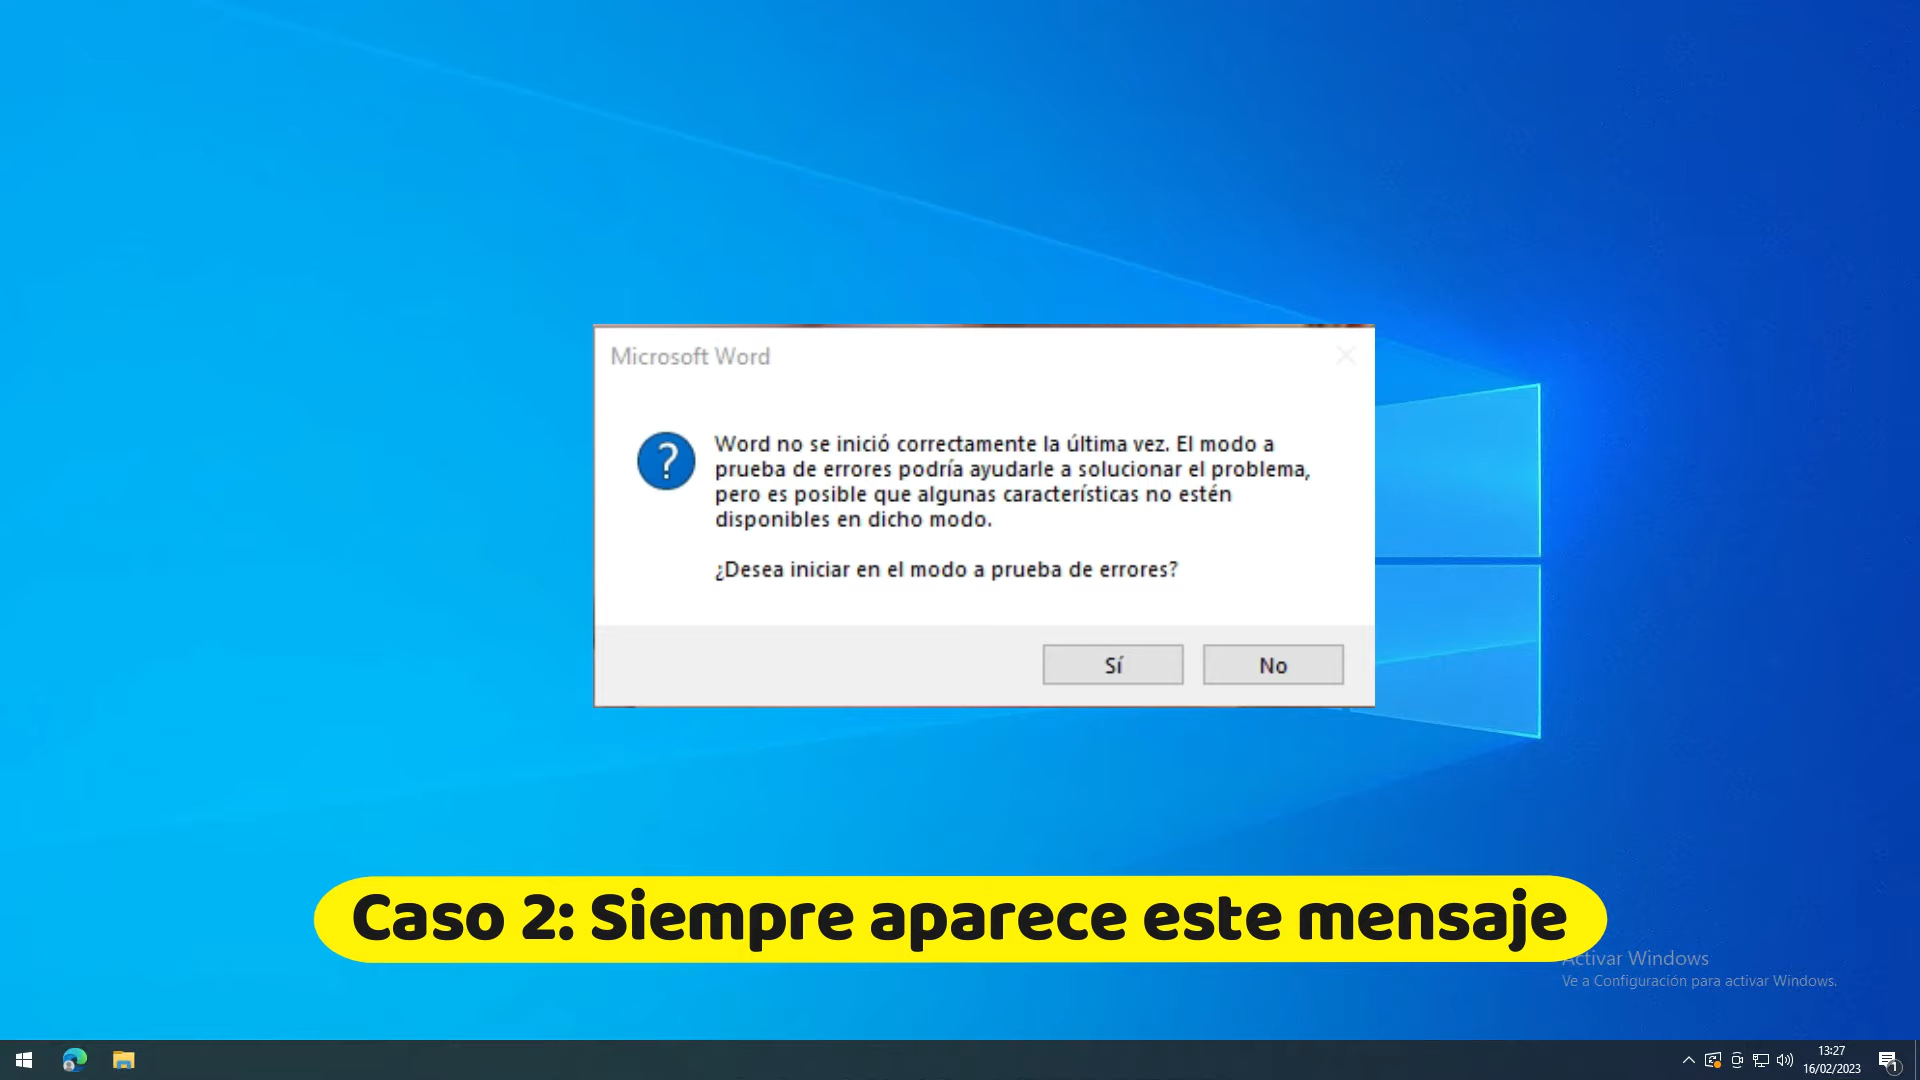 Microsoft Word
Word no se inició correctamente la última vez. El modo a
prueba de errores podría ayudarle a solucionar el problema,
pero es posible que algunas características no estén
disponibles en dicho modo.
¿Desea iniciar en el modo a prueba de errores?
Sí No
Caso 2: Siempre aparece este mensaje
Activar Windows
Ve a Configuración para activar Windows.
13:27
16/02/2023
1